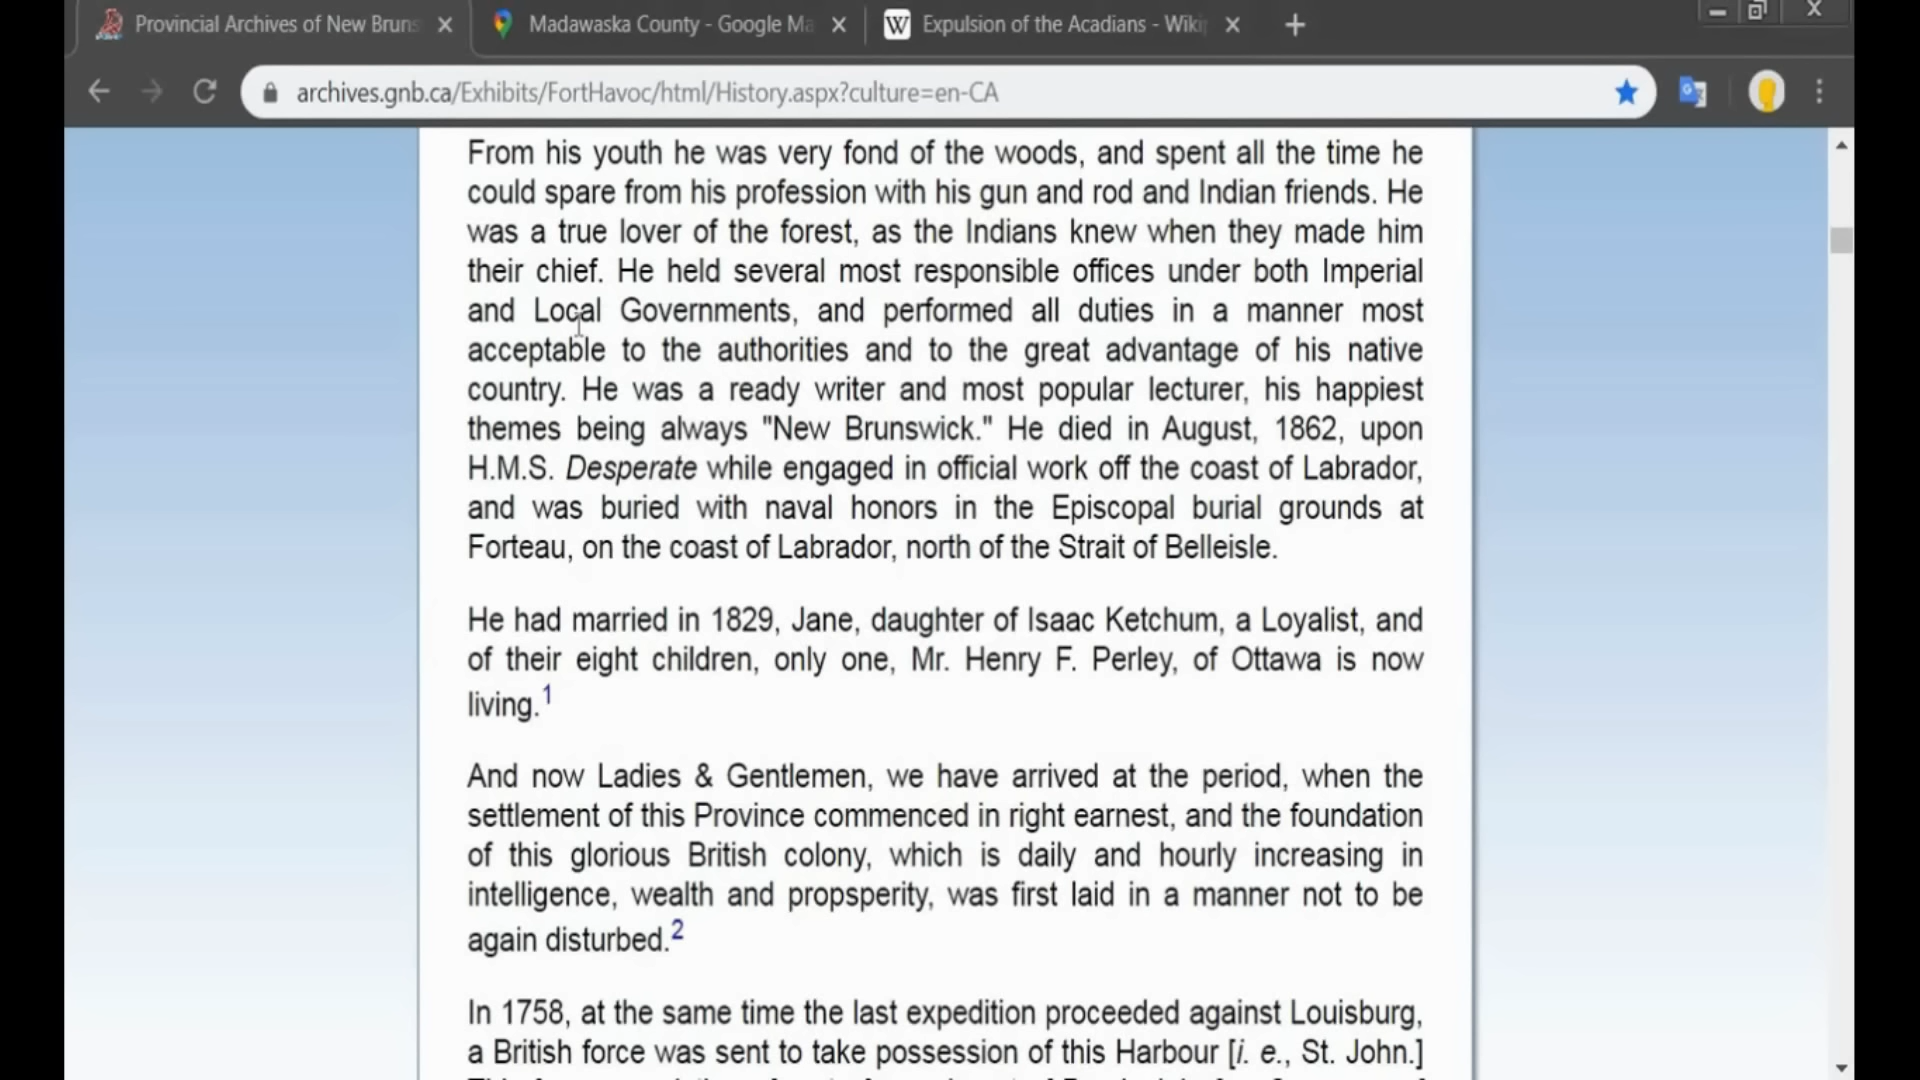 Provincial Archives of New Bruns
Madawaska County - Google Ma
Expulsion of the Acadians - Wiki
archives.gnb.ca/Exhibits/FortHavoc/html/History.aspx?culture=en-CA
From his youth he was very fond of the woods, and spent all the time he
could spare from his profession with his gun and rod and Indian friends. He
was a true lover of the forest, as the Indians knew when they made him
their chief. He held several most responsible offices under both Imperial
and Local Governments, and performed all duties in a manner most
acceptable to the authorities and to the great advantage of his native
country. He was a ready writer and most popular lecturer, his happiest
themes being always "New Brunswick." He died in August, 1862, upon
H.M.S. Desperate while engaged in official work off the coast of Labrador,
and was buried with naval honors in the Episcopal burial grounds at
Forteau, on the coast of Labrador, north of the Strait of Belleisle.
He had married in 1829, Jane, daughter of Isaac Ketchum, a Loyalist, and
of their eight children, only one, Mr. Henry F. Perley, of Ottawa is now
living.1
And now Ladies & Gentlemen, we have arrived at the period, when the
settlement of this Province commenced in right earnest, and the foundation
of this glorious British colony, which is daily and hourly increasing in
intelligence, wealth and propsperity, was first laid in a manner not to be
again disturbed.2
In 1758, at the same time the last expedition proceeded against Louisburg,
a British force was sent to take possession of this Harbour [i. e., St. John.]